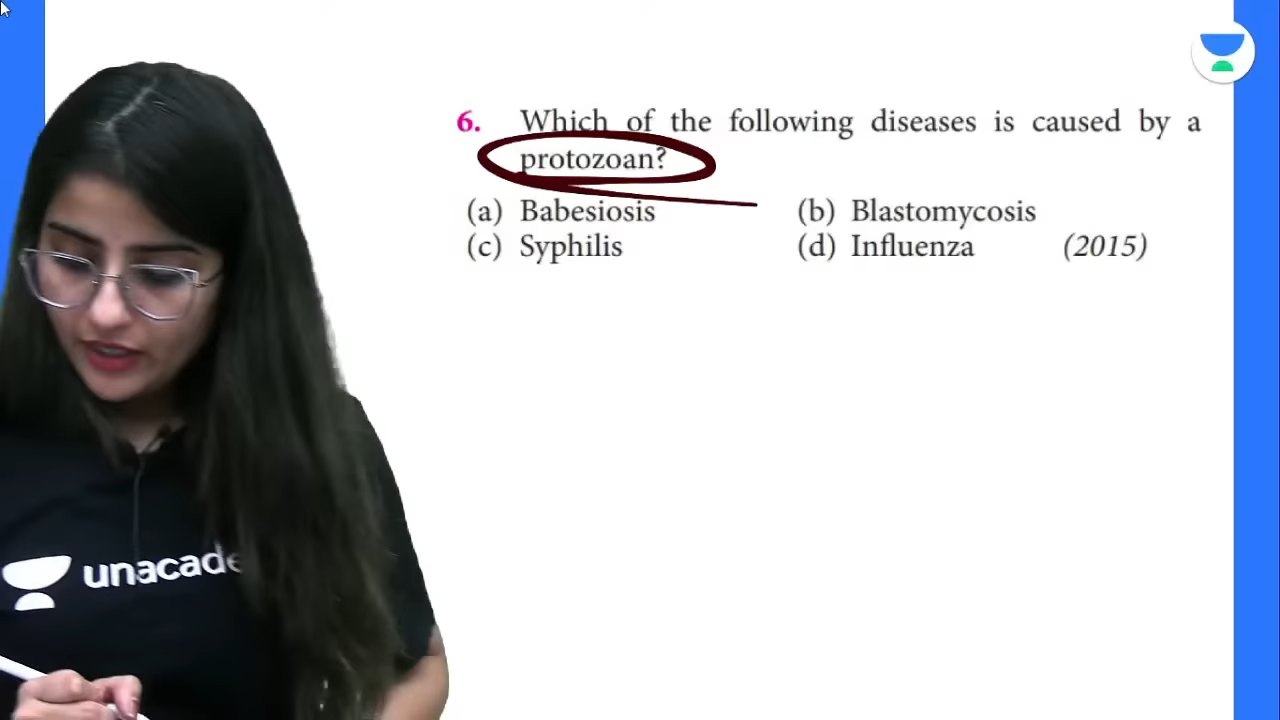 6. Which of the following diseases is caused by a
protozoan?
(a) Babesiosis (b) Blastomycosis
(c) Syphilis (d) Influenza (2015)
unacade